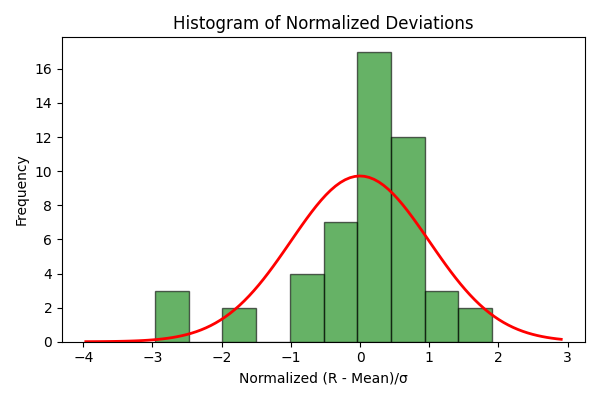 Histogram of Normalized Deviations
16
14
12
10
8
6
4
2
0
Frequency
−4 −3 −2 −1 0 1 2 3
Normalized (R - Mean)/σ